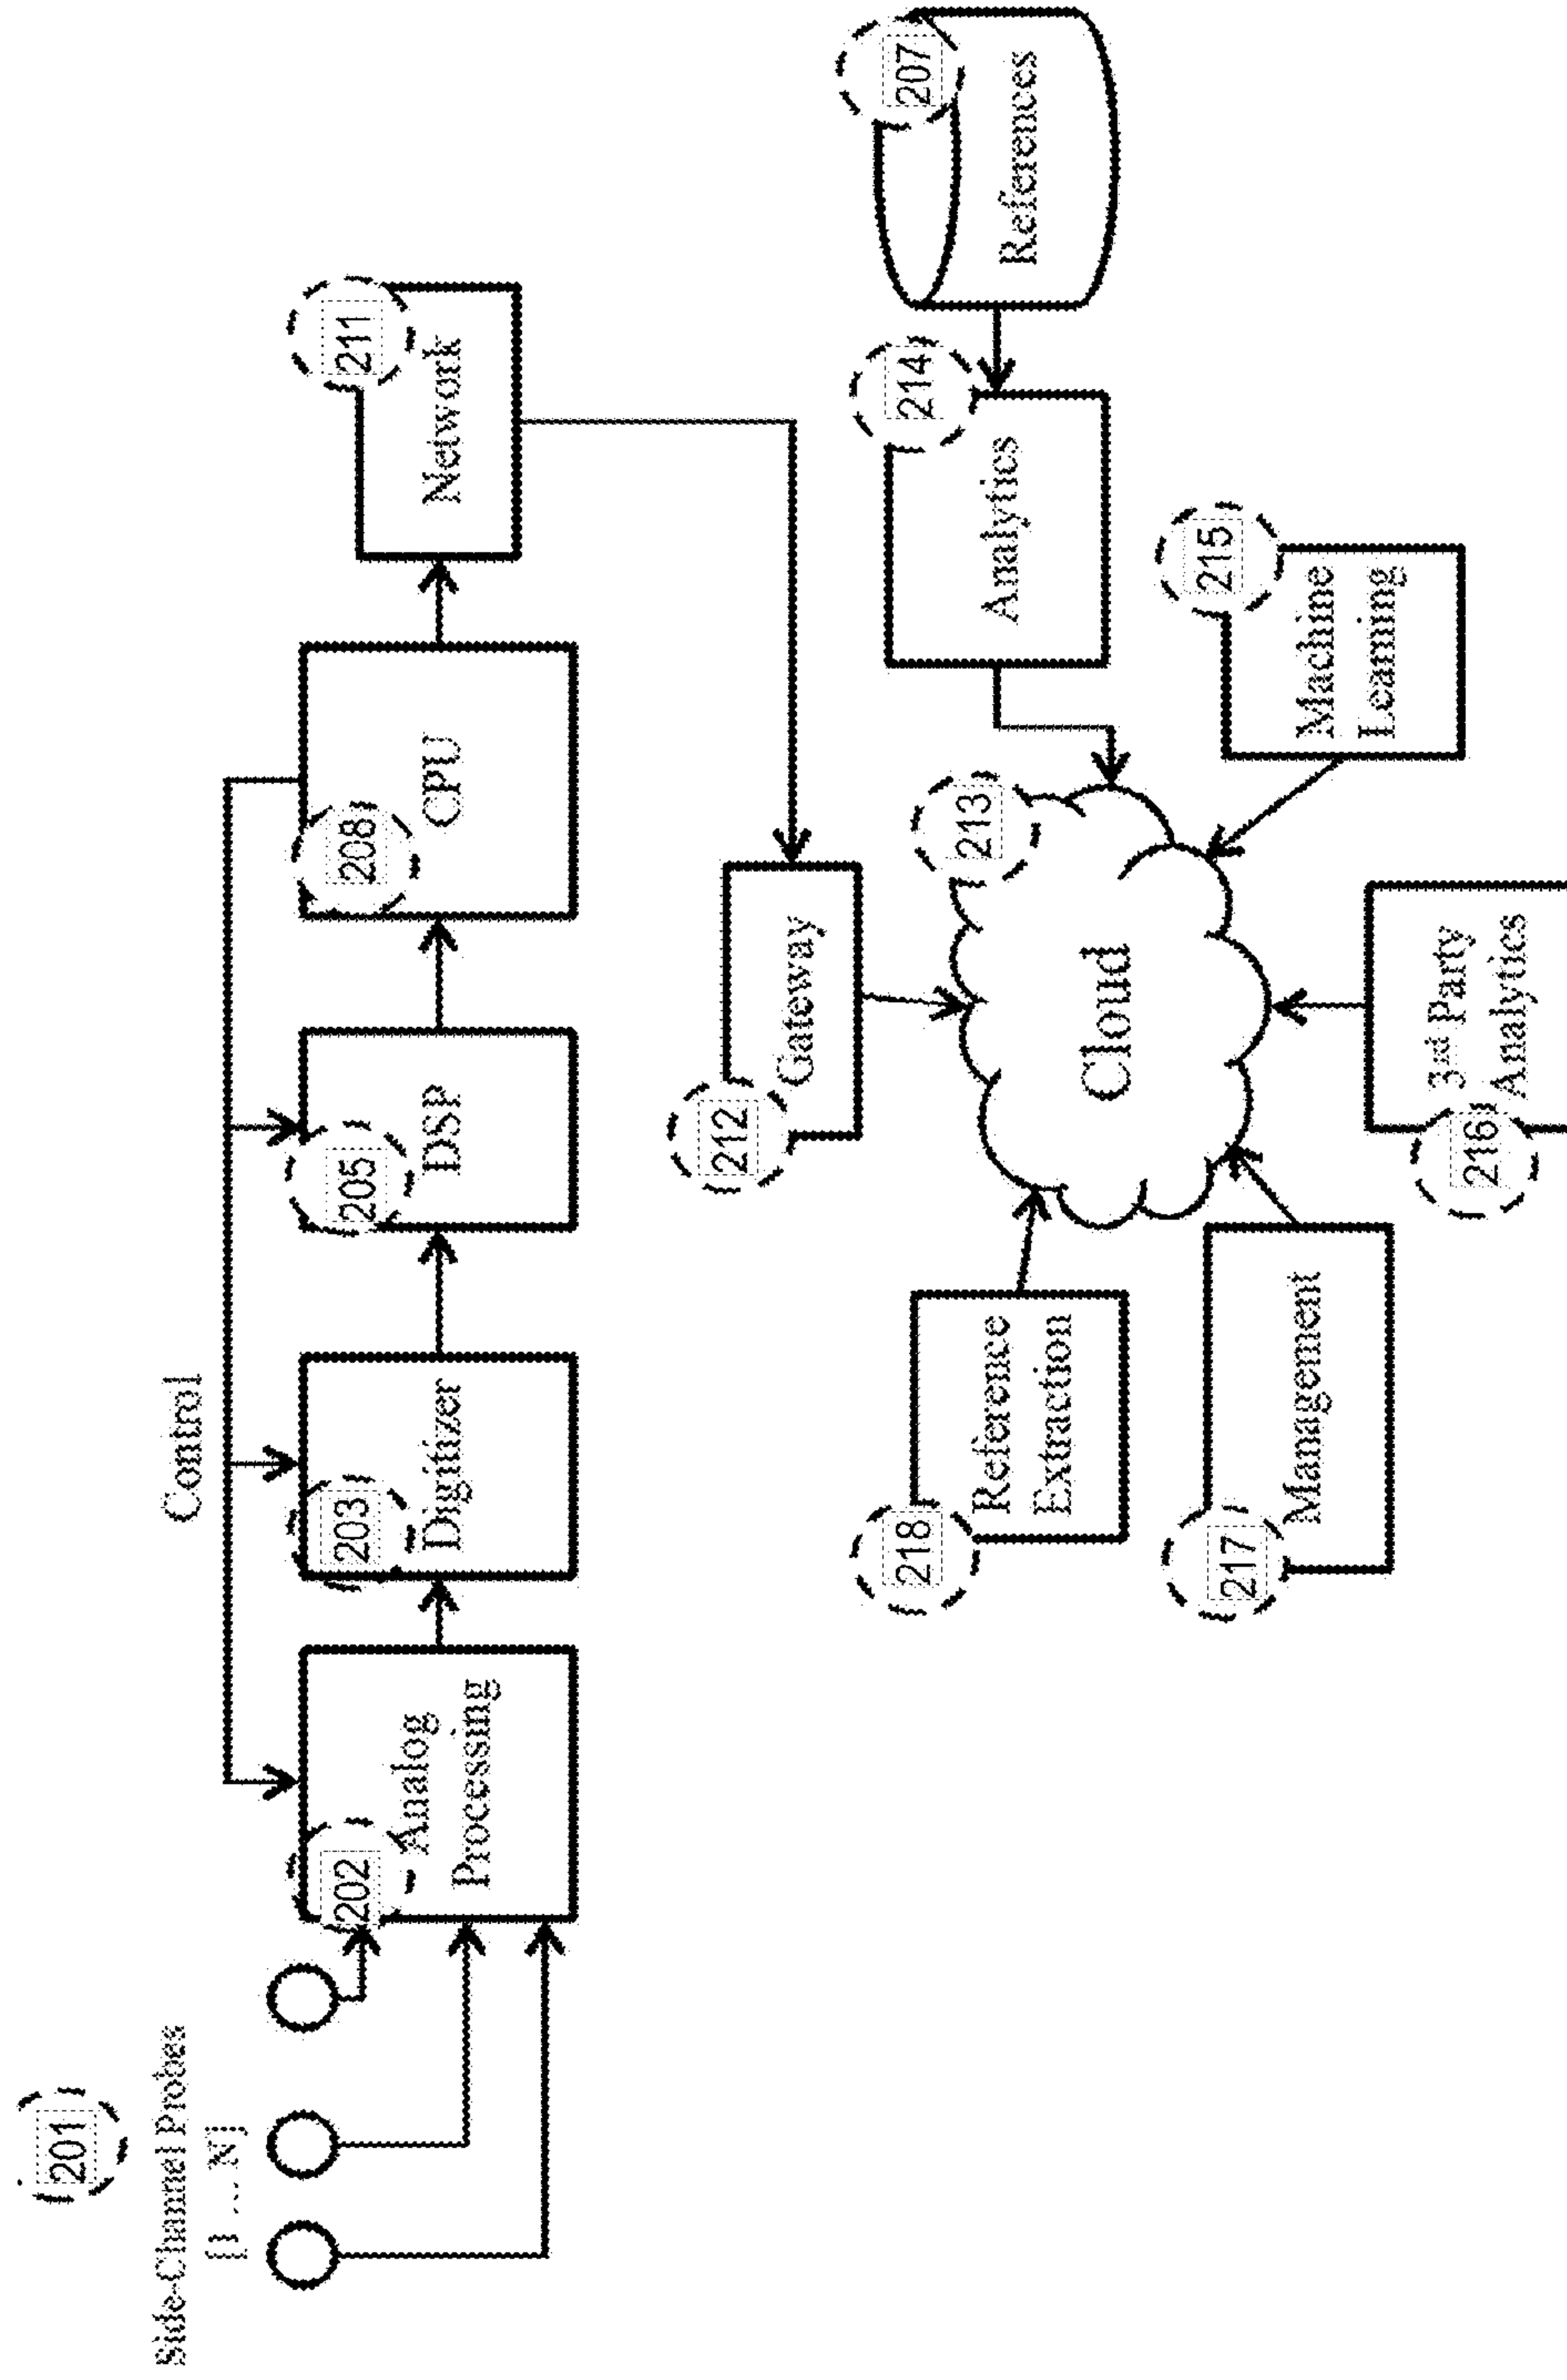 201
Side-Channel Probes
[1 ... N]
Control
202
Analog
Processing
203
Digitizer
205
DSP
208
CPU
211
Network
212
Gateway
213
Cloud
214
Analytics
207
References
218
Reference
Extraction
217
Management
216
3rd Party
Analytics
215
Machine
Learning